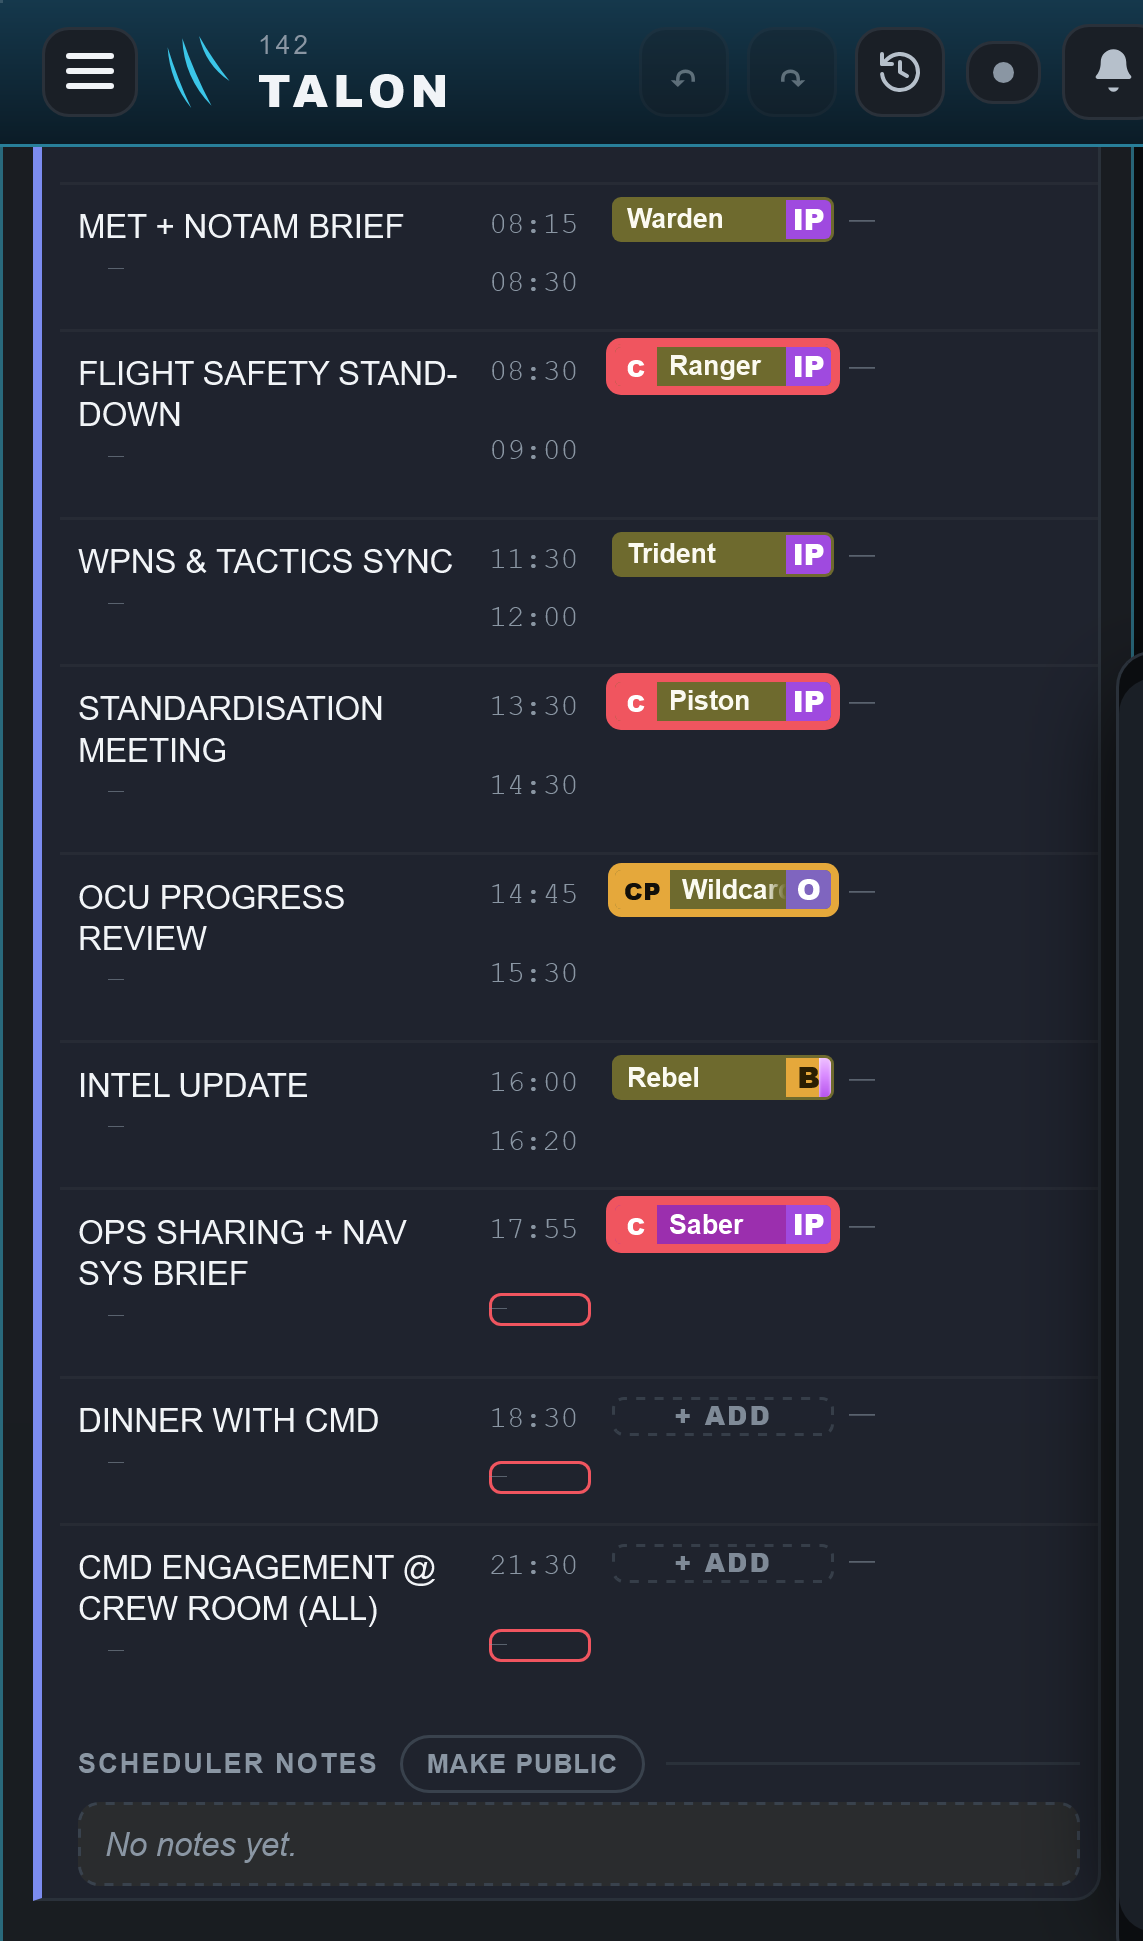 142
TALON
MET + NOTAM BRIEF
08:15
Warden IP —
—
08:30
FLIGHT SAFETY STAND-
DOWN
08:30
C Ranger IP —
—
09:00
WPNS & TACTICS SYNC
11:30
Trident IP —
—
12:00
STANDARDISATION
MEETING
13:30
C Piston IP —
—
14:30
OCU PROGRESS
REVIEW
14:45
CP Wildcard O —
—
15:30
INTEL UPDATE
16:00
Rebel B —
—
16:20
OPS SHARING + NAV
SYS BRIEF
17:55
C Saber IP —
—
—
DINNER WITH CMD
18:30
+ ADD —
—
—
CMD ENGAGEMENT @
CREW ROOM (ALL)
21:30
+ ADD —
—
—
SCHEDULER NOTES MAKE PUBLIC
No notes yet.